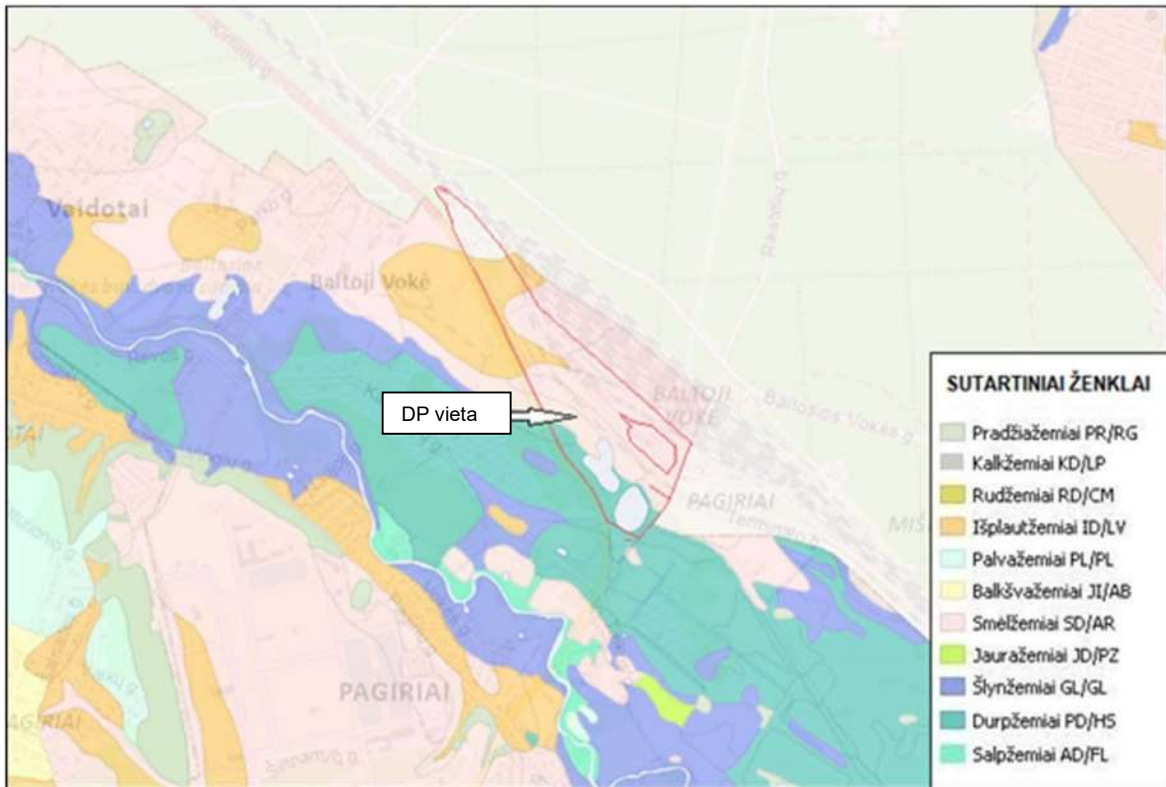 Kirtimų g.
Vaidotai
Baltoji Vokė
DP vieta
BALTOJI
VOKĖ
Baltosios Vokės g.
PAGIRIAI
Terminalo g.
PAGIRIAI
SUTARTINIAI ŽENKLAI
Pradžiažemiai PR/RG
Kalkžemiai KD/LP
Rudžemiai RD/CM
Išplautžemiai ID/LV
Palvažemiai PL/PL
Balkšvažemiai JI/AB
Smėlžemiai SD/AR
Jauražemiai JD/PZ
Šlynžemiai GL/GL
Durpžemiai PD/HS
Salpžemiai AD/FL